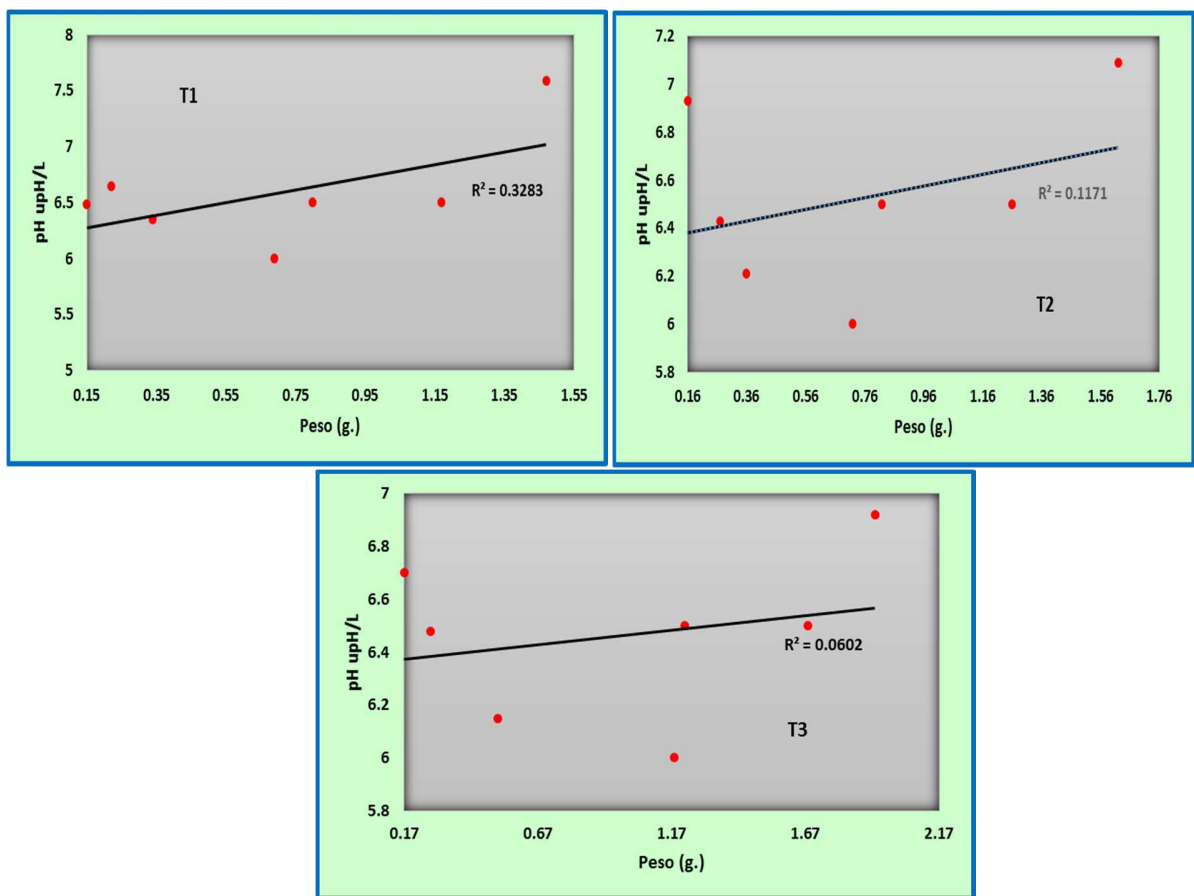 8
7.5
7
6.5
6
5.5
5
pH upH/L
T1
R² = 0.3283
0.15 0.35 0.55 0.75 0.95 1.15 1.35 1.55
Peso (g.)
7.2
7
6.8
6.6
6.4
6.2
6
5.8
pH upH/L
R² = 0.1171
T2
0.16 0.36 0.56 0.76 0.96 1.16 1.36 1.56 1.76
Peso (g.)
7
6.8
6.6
6.4
6.2
6
5.8
pH upH/L
R² = 0.0602
T3
0.17 0.67 1.17 1.67 2.17
Peso (g.)